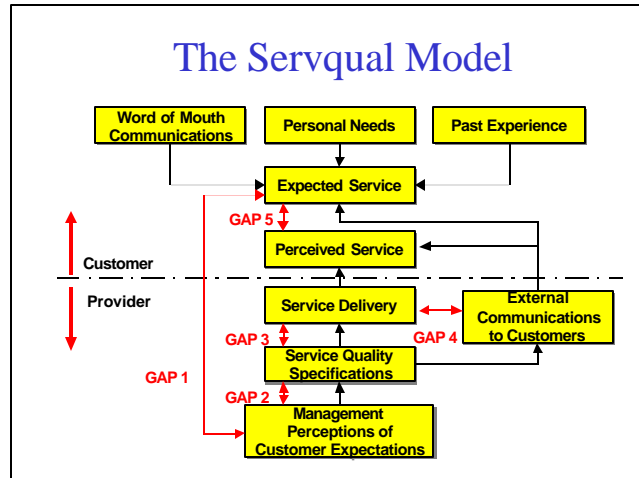 The Servqual Model
Word of Mouth
Communications
Personal Needs
Past Experience
Expected Service
GAP 5
Perceived Service
Customer
Provider
Service Delivery
External
Communications
to Customers
GAP 3
GAP 4
Service Quality
Specifications
GAP 1
GAP 2
Management
Perceptions of
Customer Expectations